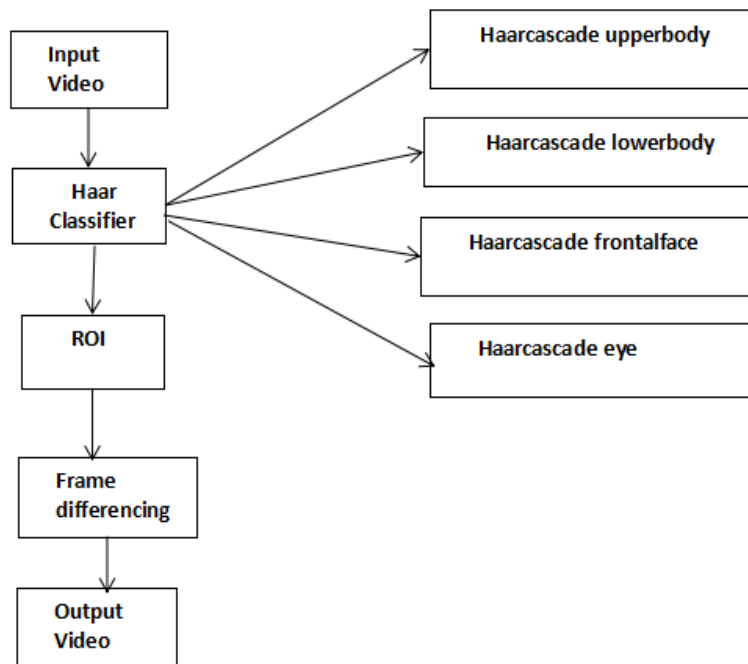 Input
Video
Haar
Classifier
ROI
Frame
differencing
Output
Video
Haarcascade upperbody
Haarcascade lowerbody
Haarcascade frontalface
Haarcascade eye